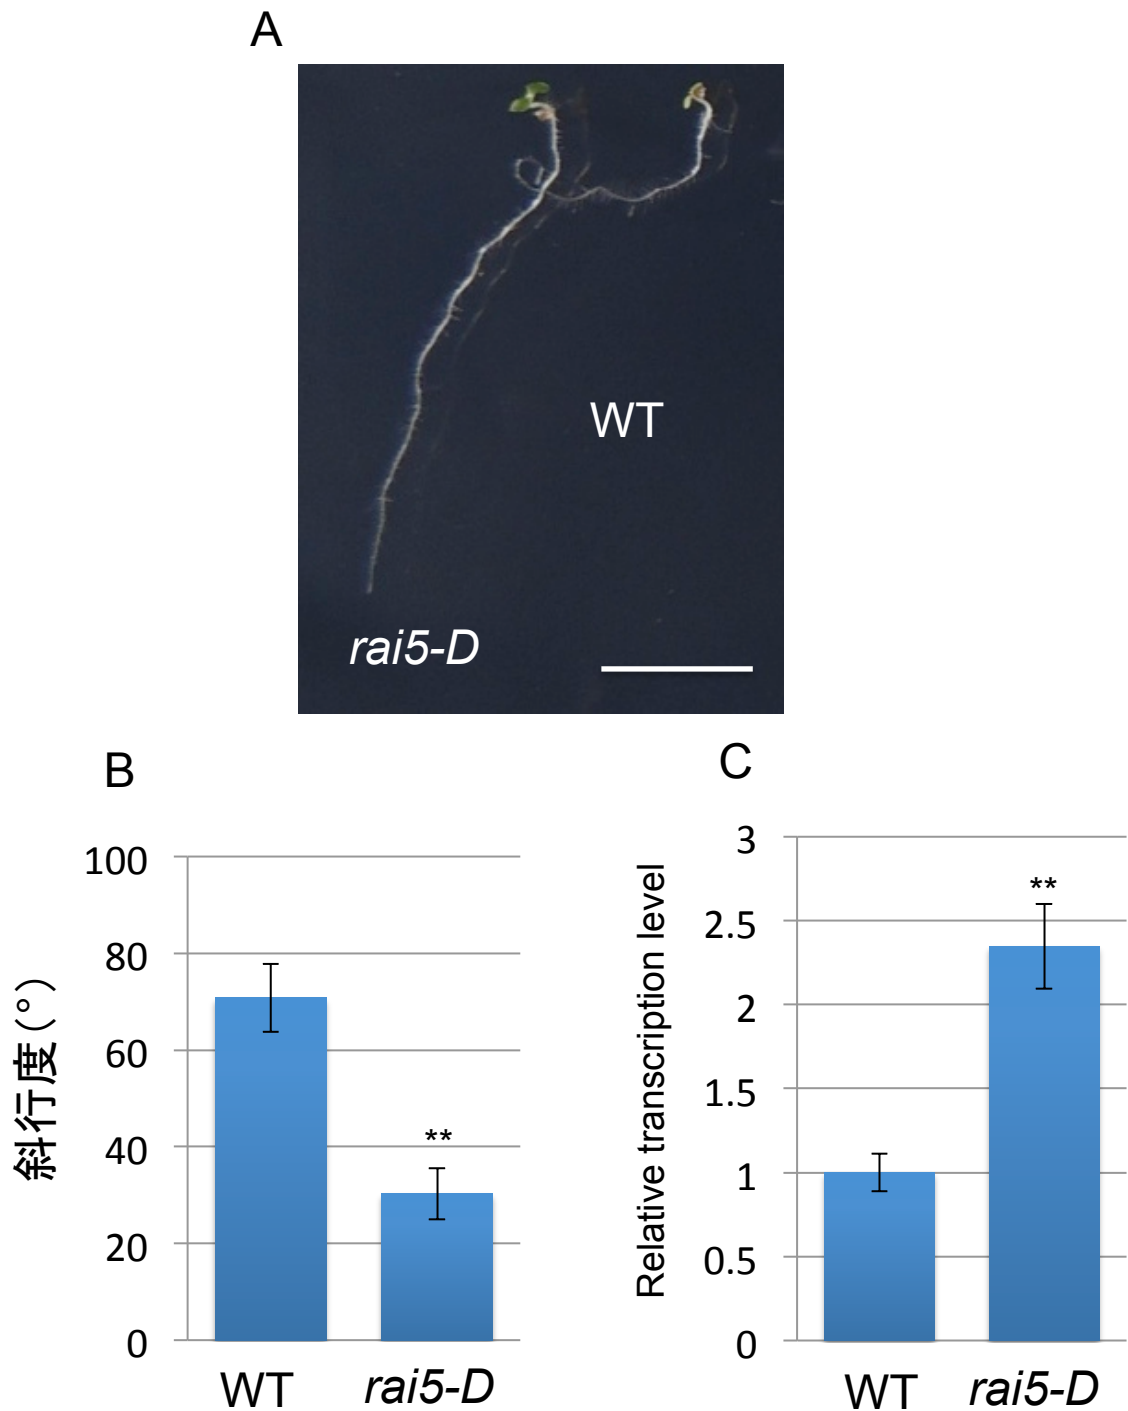 A
WT
rai5-D
B
100
80
60
40
20
0
斜行度(°)
**
WT
rai5-D
C
3
2.5
2
1.5
1
0.5
0
Relative transcription level
**
WT
rai5-D